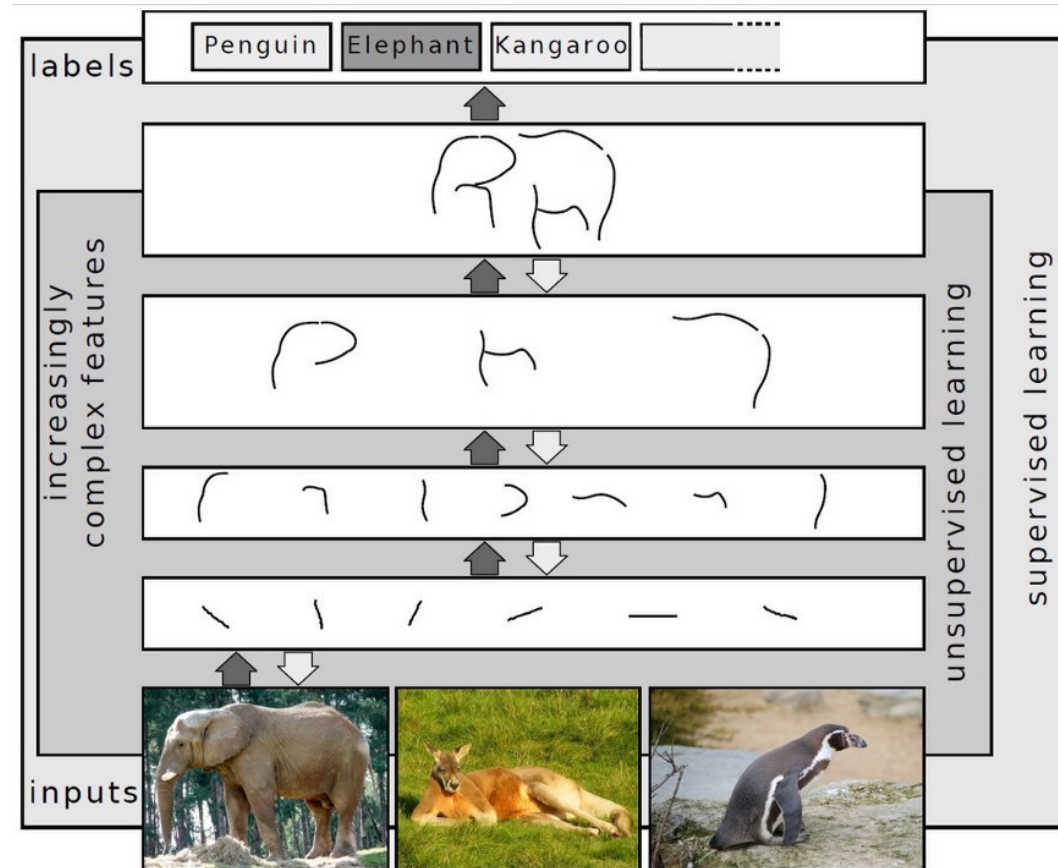 Penguin Elephant Kangaroo
labels
increasingly
complex features
unsupervised learning
supervised learning
inputs